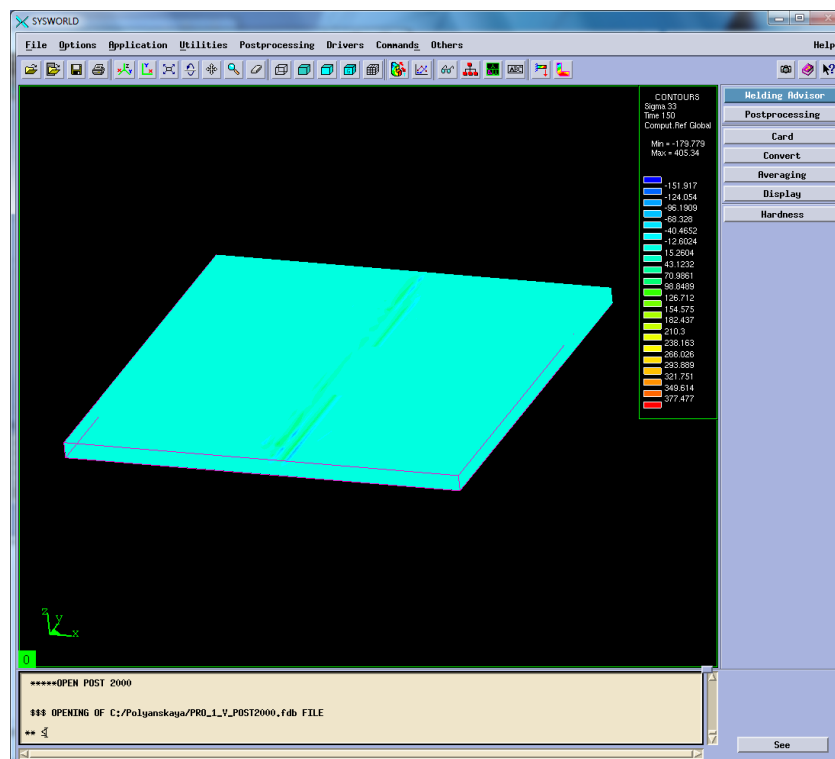 SYSWORLD
File Options Application Utilities Postprocessing Drivers Commands Others Help
CONTOURS
Sigma 33
Time 150
Comput.Ref Global
Min = -179.779
Max = 405.34
-151.917
-124.054
-96.1909
-68.328
-40.4652
-12.6024
15.2604
43.1232
70.9861
98.8489
126.712
154.575
182.437
210.3
238.163
266.026
293.889
321.751
349.614
377.477
Welding Advisor
Postprocessing
Card
Convert
Averaging
Display
Hardness
z
y
x
0
*****OPEN POST 2000
$$$ OPENING OF C:/Polyanskaya/PRO_1_V_POST2000.fdb FILE
**
See